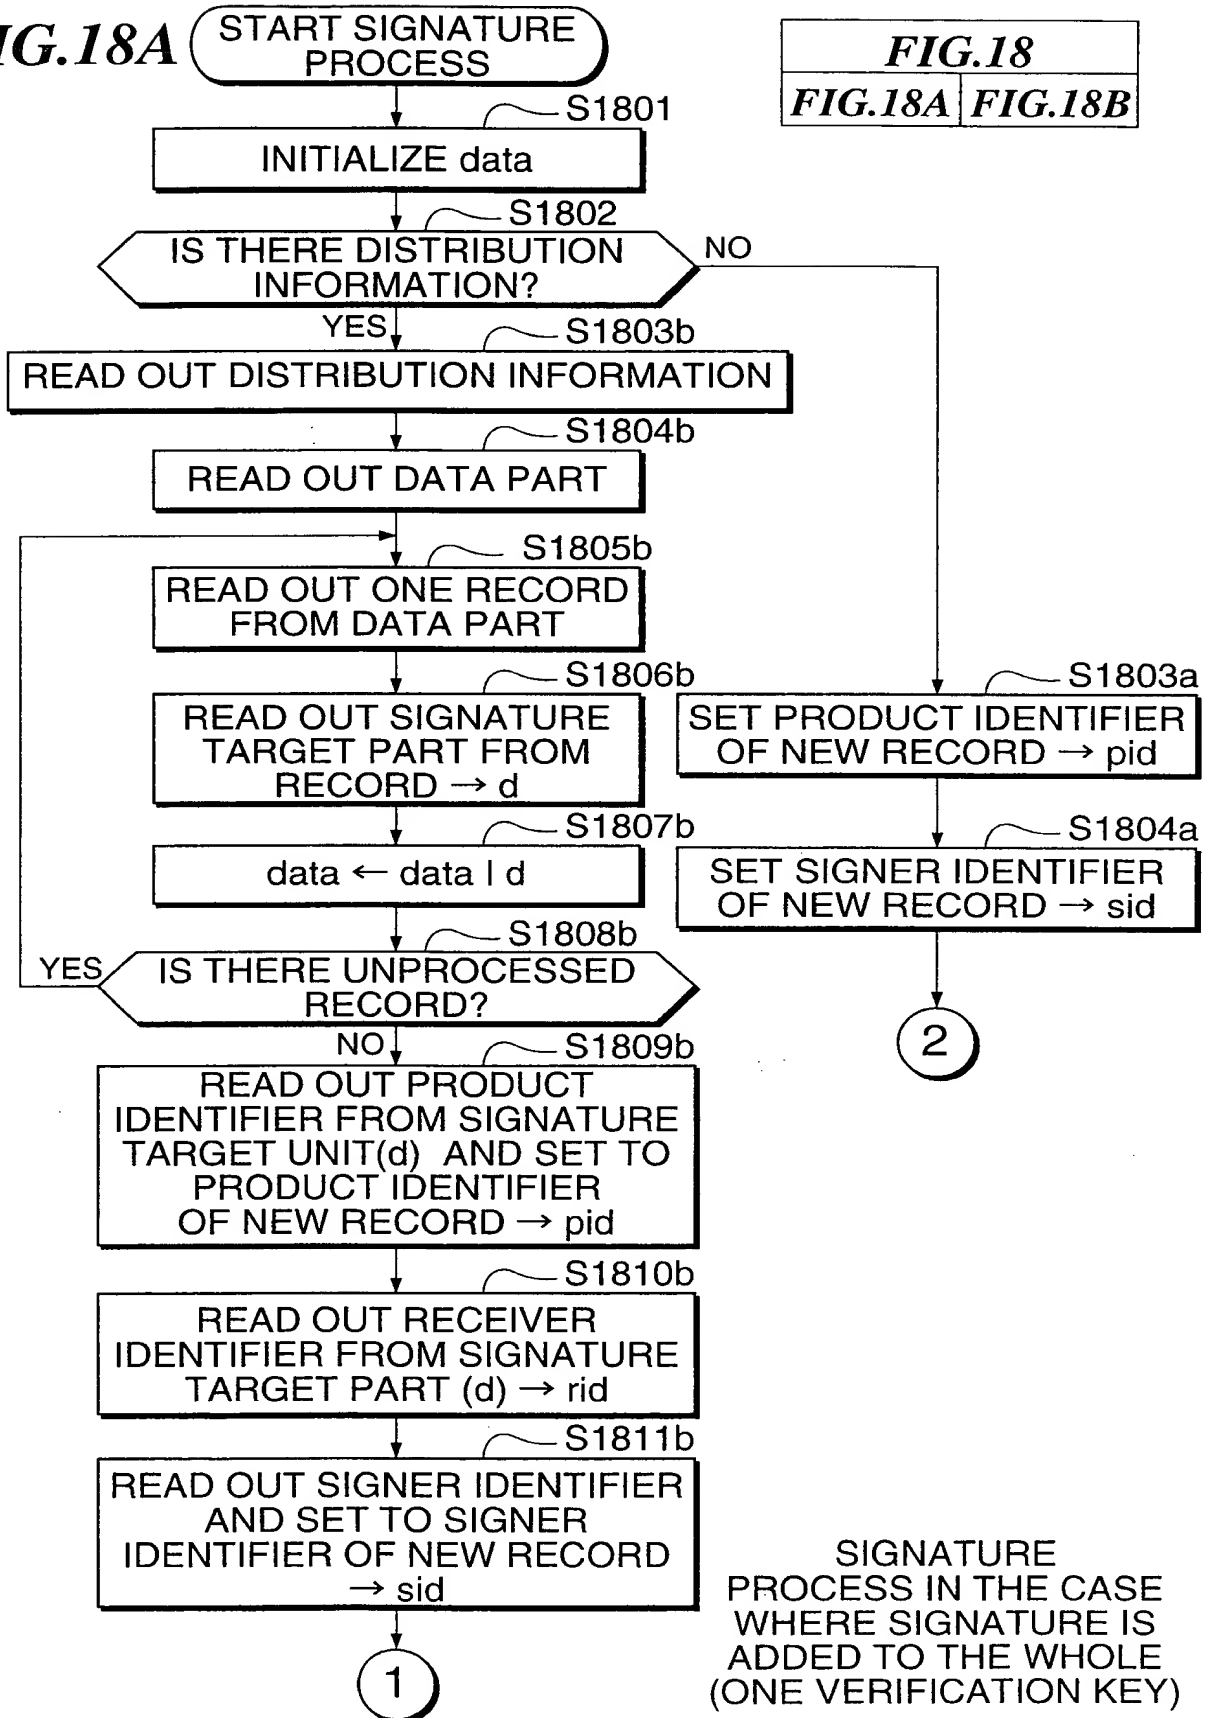 IG.18A
START SIGNATURE
PROCESS
FIG.18
FIG.18A FIG.18B
S1801
INITIALIZE data
S1802
IS THERE DISTRIBUTION
INFORMATION?
NO
YES
S1803b
READ OUT DISTRIBUTION INFORMATION
S1804b
READ OUT DATA PART
S1805b
READ OUT ONE RECORD
FROM DATA PART
S1806b
READ OUT SIGNATURE
TARGET PART FROM
RECORD → d
S1807b
data ← data | d
S1808b
IS THERE UNPROCESSED
RECORD?
YES
NO
S1803a
SET PRODUCT IDENTIFIER
OF NEW RECORD → pid
S1804a
SET SIGNER IDENTIFIER
OF NEW RECORD → sid
2
S1809b
READ OUT PRODUCT
IDENTIFIER FROM SIGNATURE
TARGET UNIT(d) AND SET TO
PRODUCT IDENTIFIER
OF NEW RECORD → pid
S1810b
READ OUT RECEIVER
IDENTIFIER FROM SIGNATURE
TARGET PART (d) → rid
S1811b
READ OUT SIGNER IDENTIFIER
AND SET TO SIGNER
IDENTIFIER OF NEW RECORD
→ sid
1
SIGNATURE
PROCESS IN THE CASE
WHERE SIGNATURE IS
ADDED TO THE WHOLE
(ONE VERIFICATION KEY)